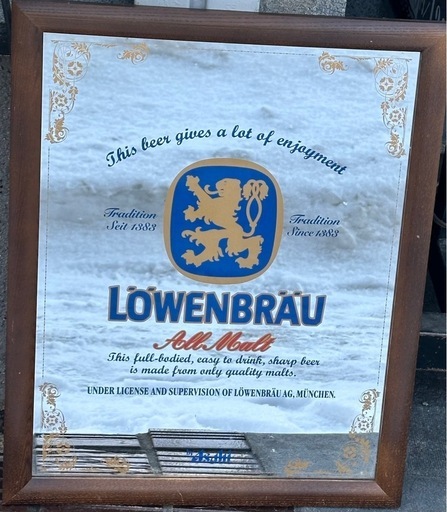 This beer gives a lot of enjoyment
Tradition
Seit 1383
Tradition
Since 1383
LÖWENBRÄU
All Malt
This full-bodied, easy to drink, sharp beer
is made from only quality malts.
UNDER LICENSE AND SUPERVISION OF LÖWENBRÄU AG, MÜNCHEN.
Asahi